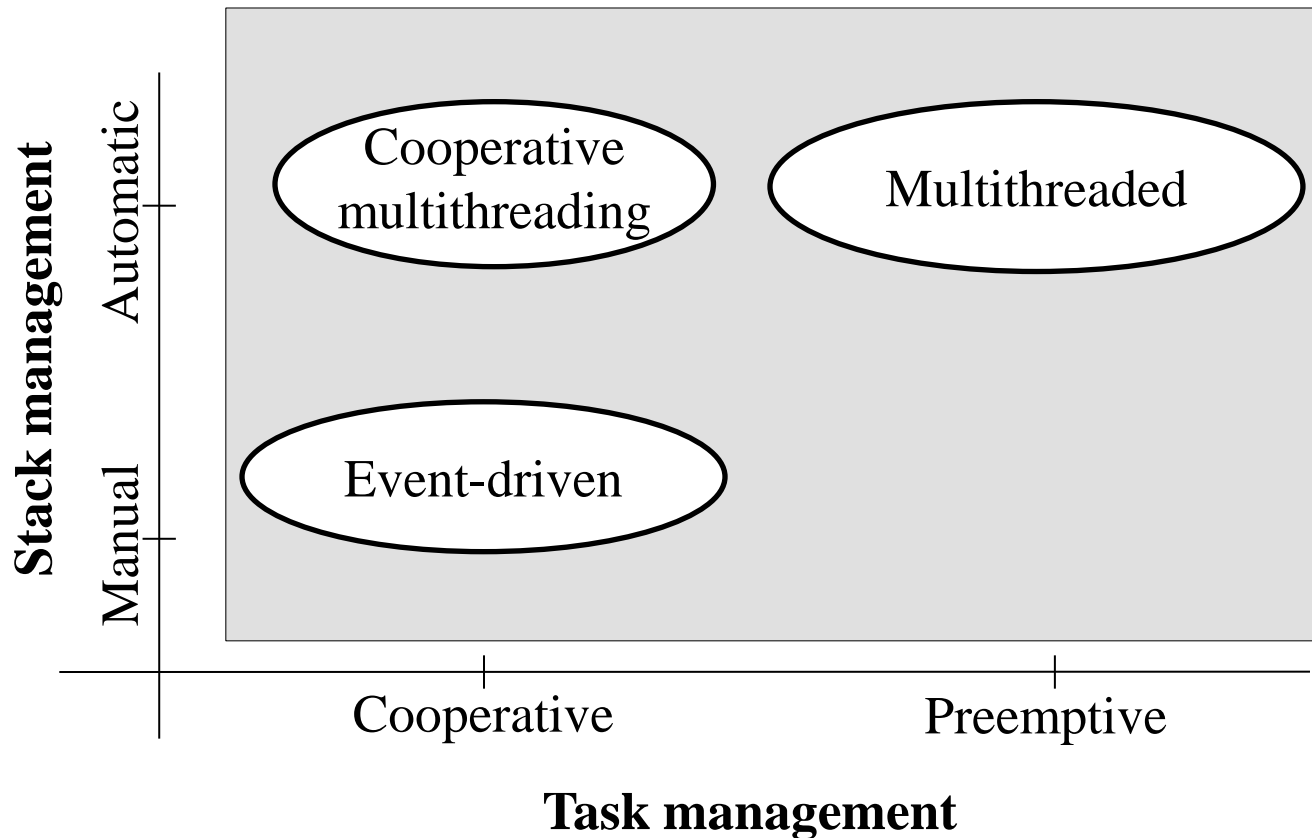 Stack management
Automatic
Manual
Cooperative
multithreading
Multithreaded
Event-driven
Cooperative
Preemptive
Task management